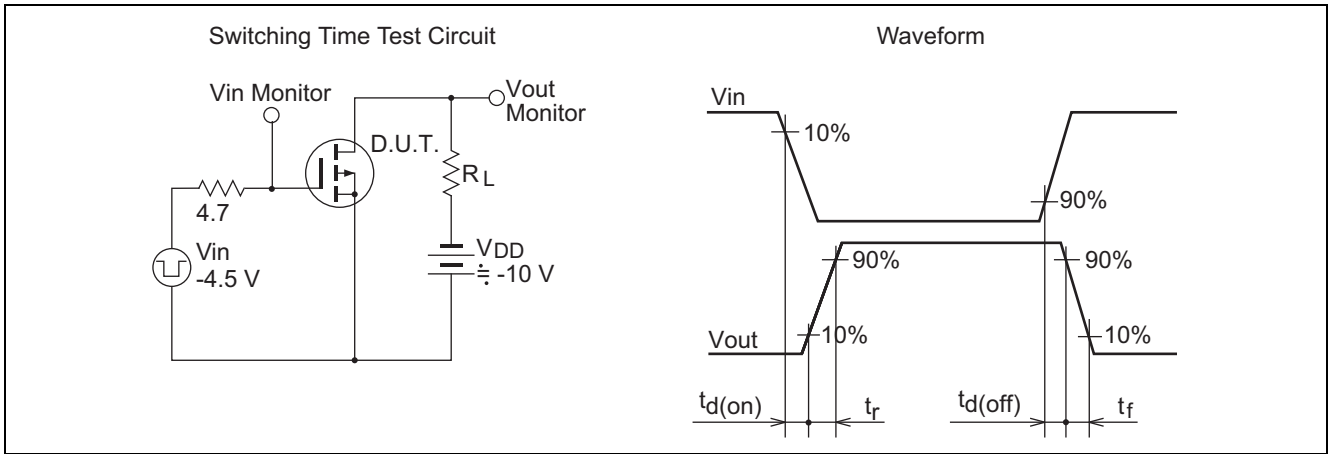 Switching Time Test Circuit
Vin Monitor
Vout
Monitor
D.U.T.
RL
4.7
Vin
-4.5 V
VDD
≒ -10 V
Waveform
Vin
10%
90%
90%
90%
Vout
10%
10%
td(on)
tr
td(off)
tf